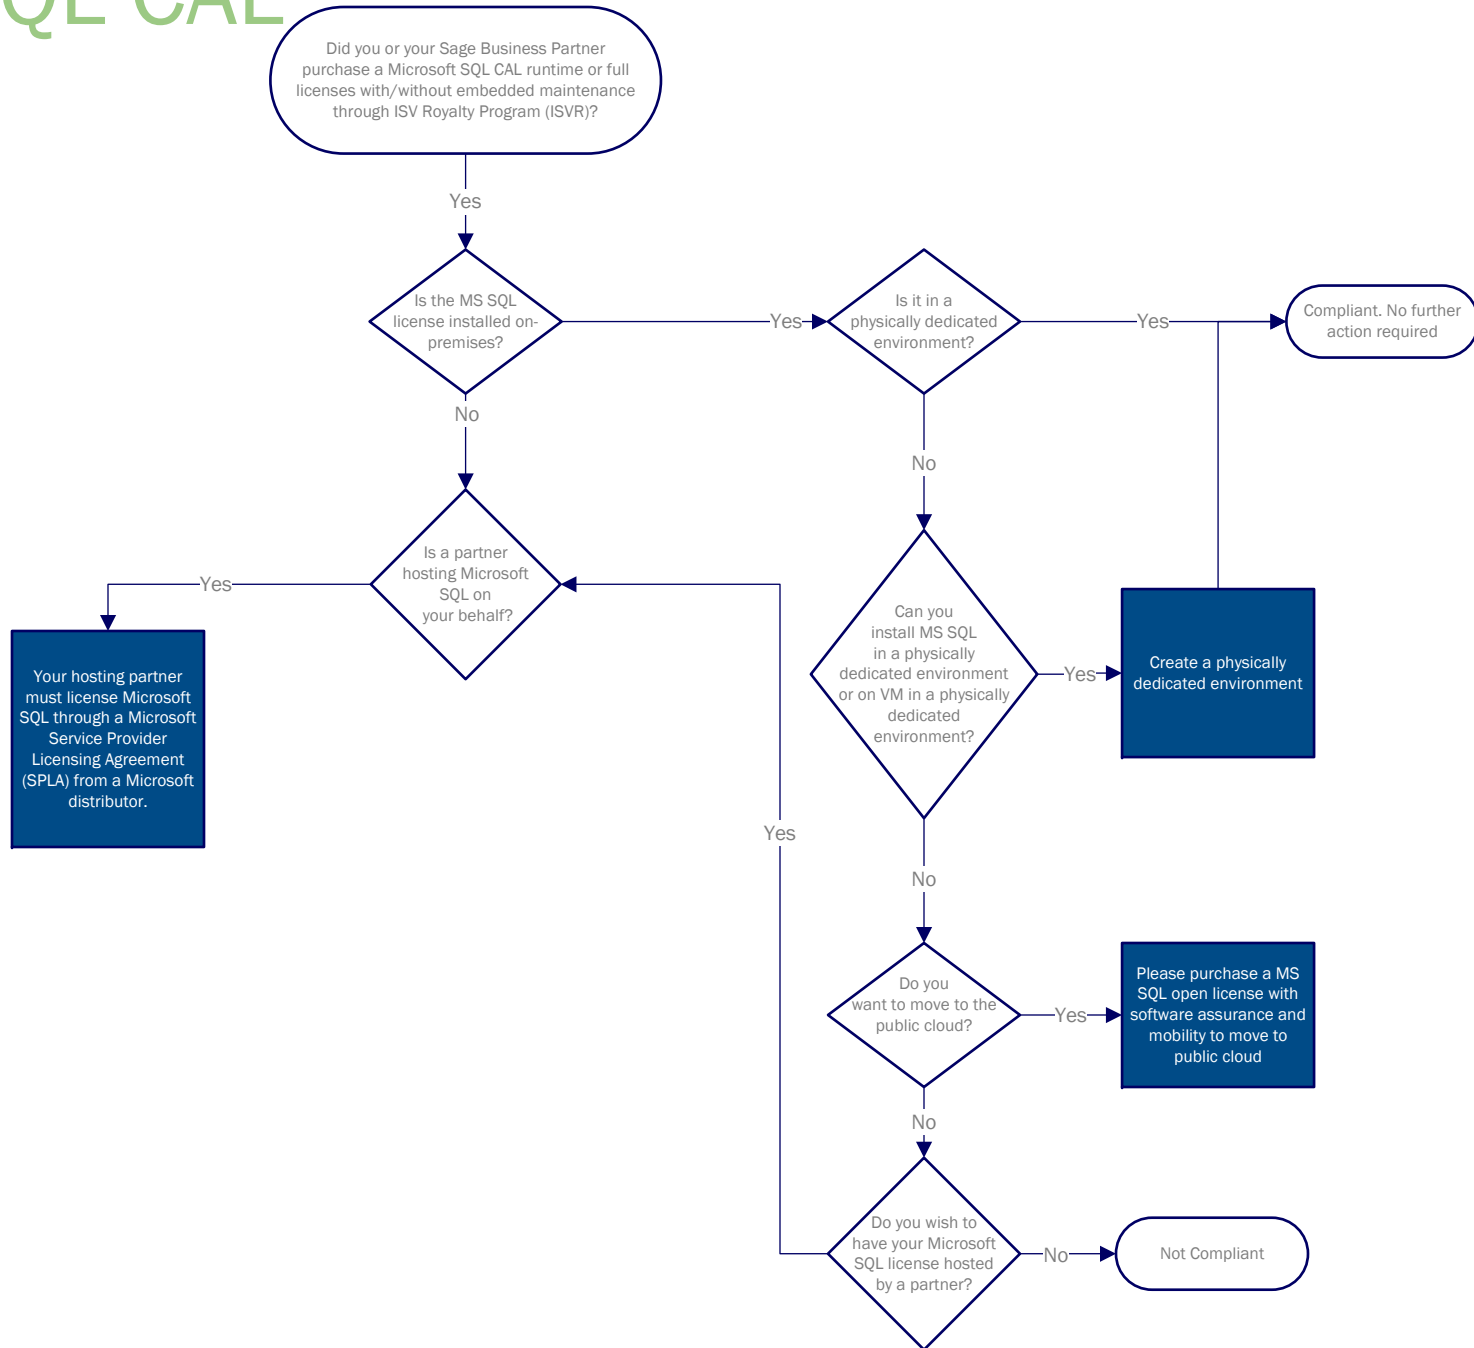 QL CAL
Did you or your Sage Business Partner
purchase a Microsoft SQL CAL runtime or full
licenses with/without embedded maintenance
through ISV Royalty Program (ISVR)?
Yes
Is the MS SQL
license installed on-
premises?
Yes
Is it in a
physically dedicated
environment?
Yes
Compliant. No further
action required
No
No
Is a partner
hosting Microsoft
SQL on
your behalf?
Yes
Your hosting partner
must license Microsoft
SQL through a Microsoft
Service Provider
Licensing Agreement
(SPLA) from a Microsoft
distributor.
Can you
install MS SQL
in a physically
dedicated environment
or on VM in a physically
dedicated
environment?
Yes
Create a physically
dedicated environment
Yes
No
Do you
want to move to the
public cloud?
Yes
Please purchase a MS
SQL open license with
software assurance and
mobility to move to
public cloud
No
Do you wish to
have your Microsoft
SQL license hosted
by a partner?
No
Not Compliant